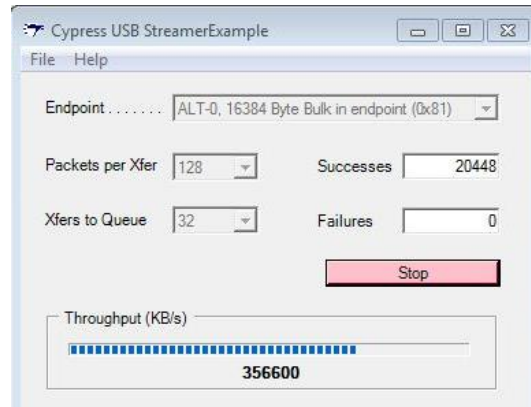 Cypress USB StreamerExample
File Help
Endpoint ....... ALT-0, 16384 Byte Bulk in endpoint (0x81)
Packets per Xfer 128 Successes 20448
Xfers to Queue 32 Failures 0
Stop
Throughput (KB/s)
356600